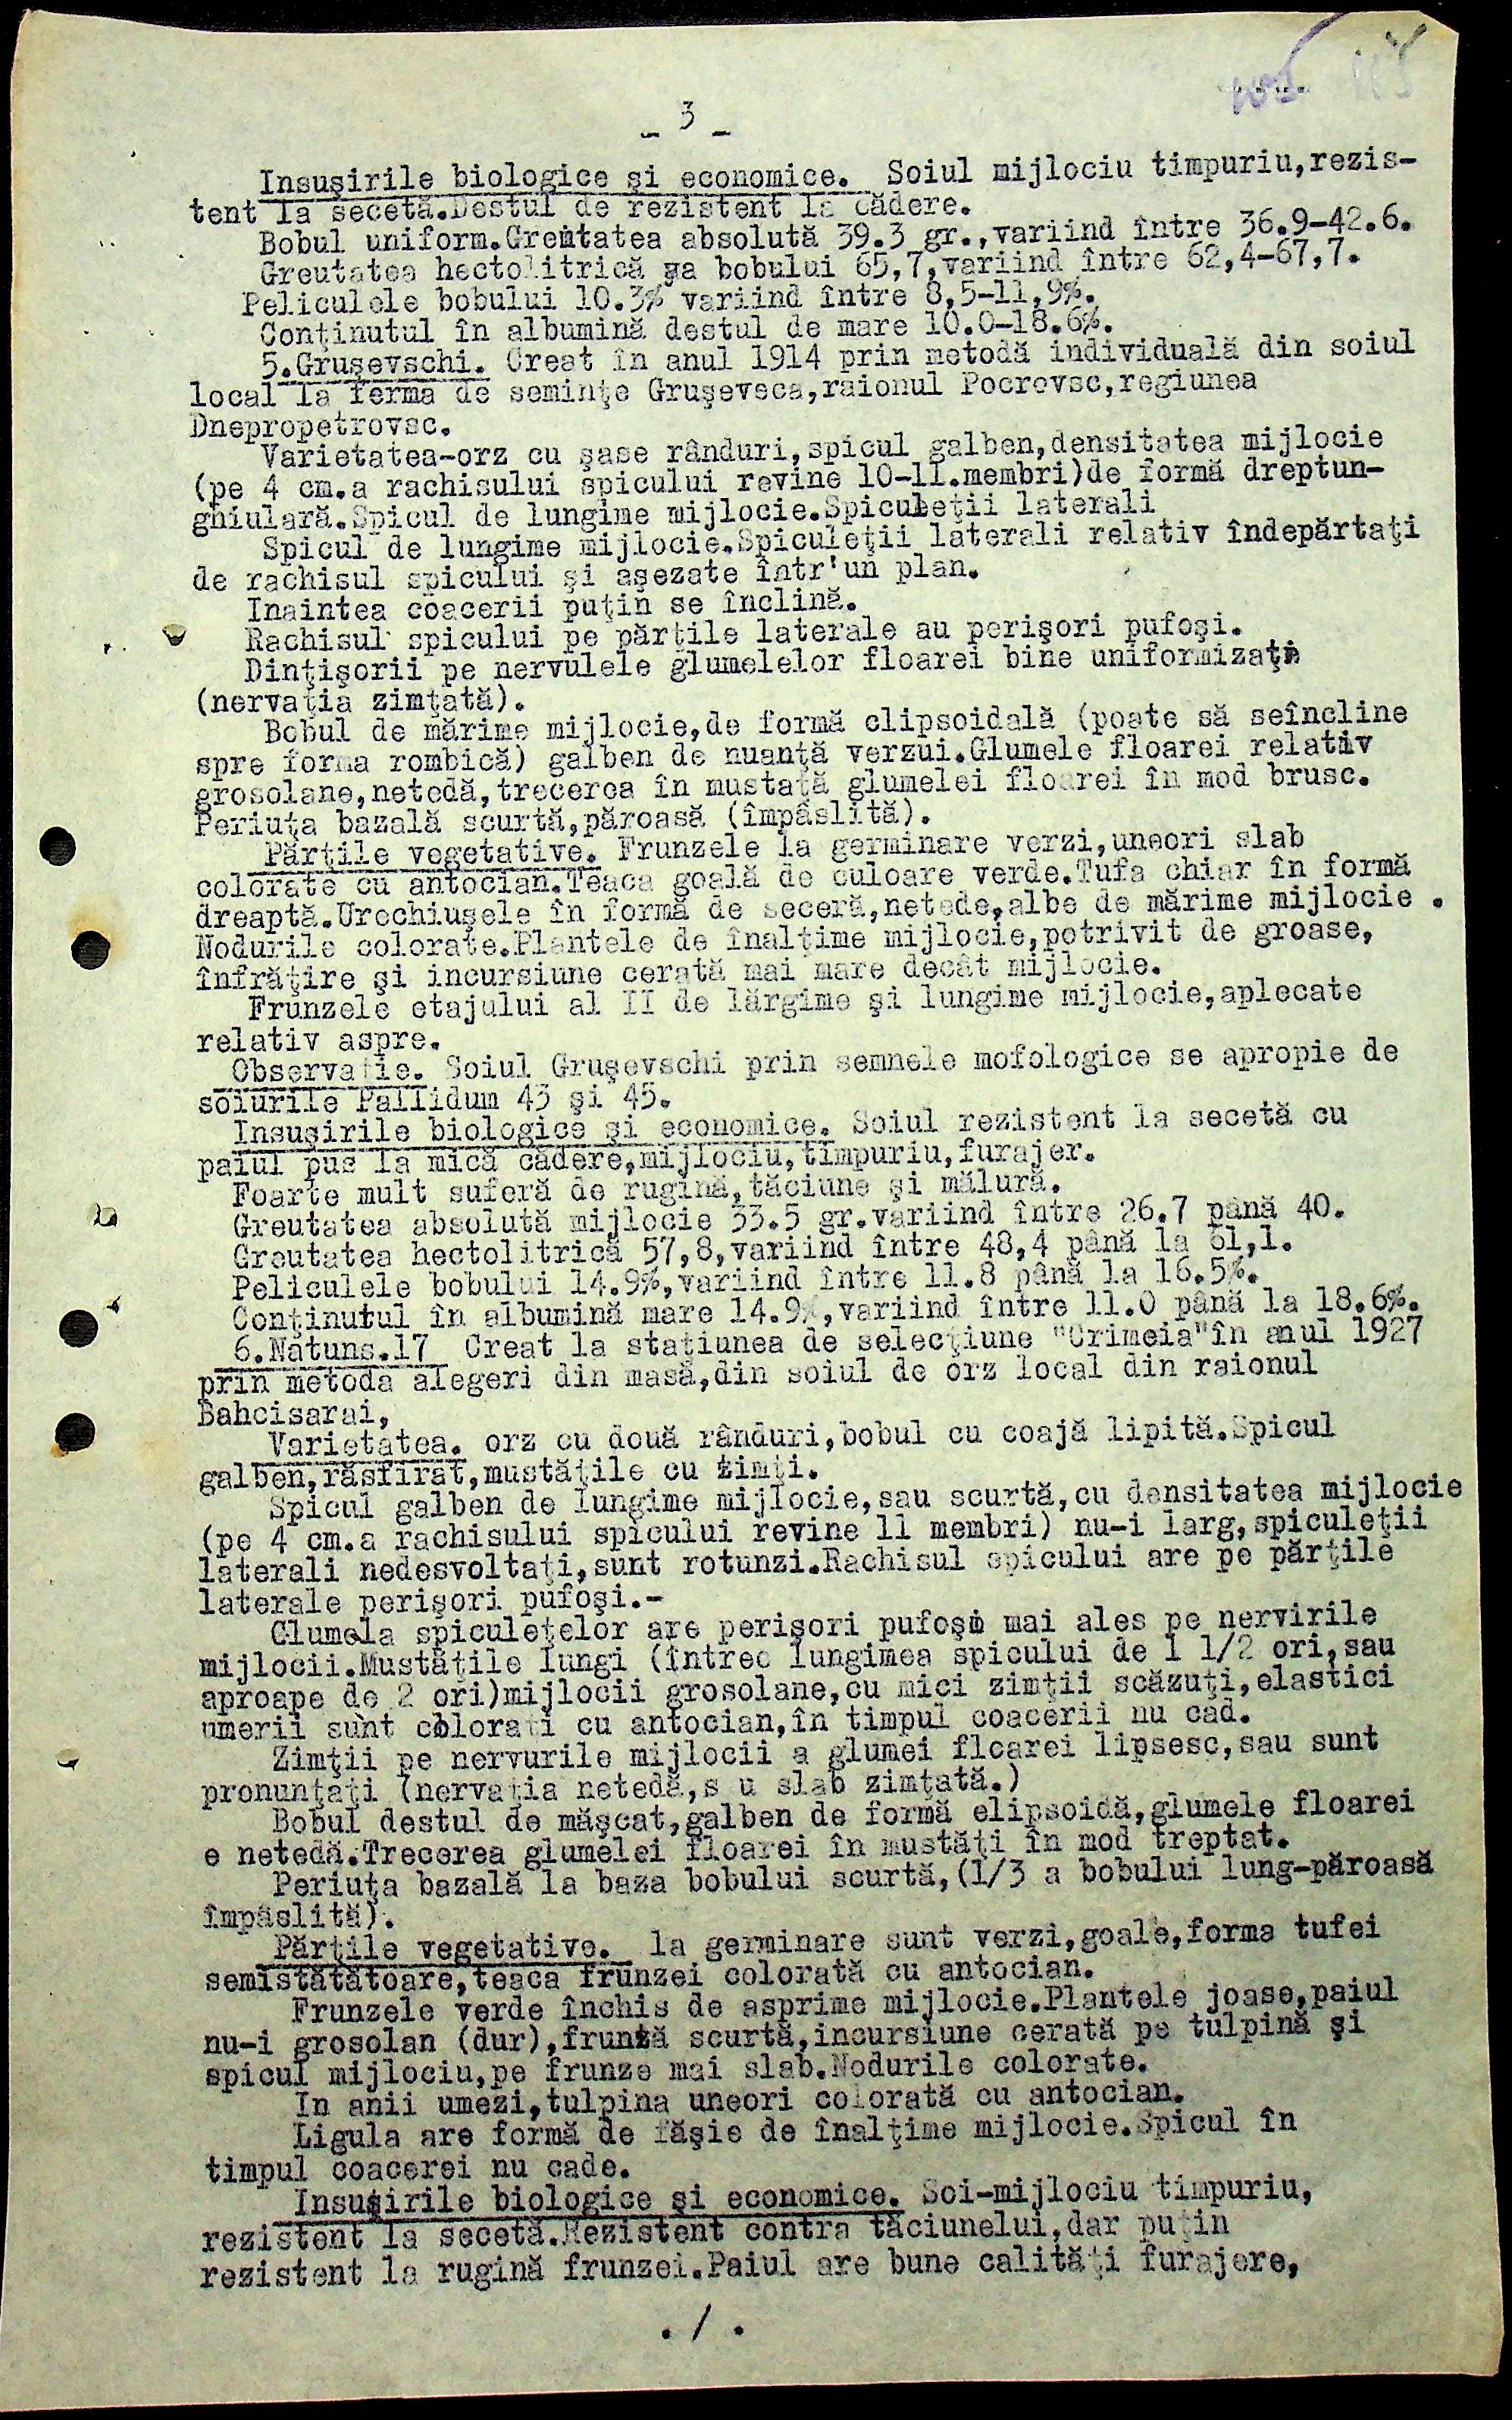 - 3 -
Insuşirile biologice şi economice. Soiul mijlociu timpuriu,rezis-
tent la secetă.Destul de rezistent la cădere.
Bobul uniform.Greutatea absolută 39.3 gr.,variind între 36.9-42.6.
Greutatea hectolitrică a bobului 65,7,variind între 62,4-67,7.
Peliculele bobului 10.3% variind între 8,5-11,9%.
Conţinutul în albumină destul de mare 10.0-18.6%.
5.Gruşevschi. Creat în anul 1914 prin metodă individuală din soiul
local la ferma de seminţe Gruşeveca,raionul Pocrovsc,regiunea
Dnepropetrovsc.
Varietatea-orz cu şase rânduri,spicul galben,densitatea mijlocie
(pe 4 cm.a rachisului spicului revine 10-11.membri)de formă dreptun-
ghiulară.Spicul de lungime mijlocie.Spiculeţii laterali
Spicul de lungime mijlocie.Spiculeţii laterali relativ îndepărtaţi
de rachisul spicului şi aşezate într'un plan.
Inaintea coacerii puţin se înclină.
Rachisul spicului pe părţile laterale au perişori pufoşi.
Dinţişorii pe nervulele glumelelor floarei bine uniformizaţi
(nervaţia zimţată).
Bobul de mărime mijlocie,de formă clipsoidală (poate să seîncline
spre forma rombică) galben de nuanţă verzui.Glumele floarei relativ
grosolane,netedă,trecerea în mustaţă glumelei floarei în mod brusc.
Periuţa bazală scurtă,păroasă (împâslită).
Părţile vegetative. Frunzele la germinare verzi,uneori slab
colorate cu antocian.Teaca goală de culoare verde.Tufa chiar în formă
dreaptă.Urechiuşele în formă de seceră,netede,albe de mărime mijlocie .
Nodurile colorate.Plantele de înalţime mijlocie,potrivit de groase,
înfrăţire şi incursiune cerată mai mare decât mijlocie.
Frunzele etajului al II de lărgime şi lungime mijlocie,aplecate
relativ aspre.
Observaţie. Soiul Gruşevschi prin semnele mofologice se apropie de
soiurile Pallidum 43 şi 45.
Insuşirile biologice şi economice. Soiul rezistent la secetă cu
paiul pus la mică cădere,mijlociu,timpuriu,furajer.
Foarte mult suferă de rugină,tăciune şi mălură.
Greutatea absolută mijlocie 33.5 gr.variind între 26.7 până 40.
Greutatea hectolitrică 57,8,variind între 48,4 până la 61,1.
Peliculele bobului 14.9%,variind între 11.8 până la 16.5%.
Conţinutul în albumină mare 14.9%,variind între 11.0 până la 18.6%.
6.Natuns.17 Creat la staţiunea de selecţiune "Crimeia"în anul 1927
prin metoda alegeri din masă,din soiul de orz local din raionul
Bahcisarai,
Varietatea. orz cu două rânduri,bobul cu coajă lipită.Spicul
galben,răsfirat,mustăţile cu zimţi.
Spicul galben de lungime mijlocie,sau scurtă,cu densitatea mijlocie
(pe 4 cm.a rachisului spicului revine 11 membri) nu-i larg,spiculeţii
laterali nedesvoltaţi,sunt rotunzi.Rachisul spicului are pe părţile
laterale perişori pufoşi.-
Glumela spiculeţelor are perişori pufoşi mai ales pe nervirile
mijlocii.Mustăţile lungi (întrec lungimea spicului de 1 1/2 ori,sau
aproape de 2 ori)mijlocii grosolane,cu mici zimţii scăzuţi,elastici
umerii sunt coloraţi cu antocian,în timpul coacerii nu cad.
Zimţii pe nervurile mijlocii a glumei floarei lipsesc,sau sunt
pronunţaţi (nervaţia netedă,s u slab zimţată.)
Bobul destul de măşcat,galben de formă elipsoidă,glumele floarei
e netedă.Trecerea glumelei floarei în mustăţi în mod treptat.
Periuţa bazală la baza bobului scurtă,(1/3 a bobului lung-păroasă
împăslită).
Părţile vegetative. la germinare sunt verzi,goale,forma tufei
semistătătoare,teaca frunzei colorată cu antocian.
Frunzele verde închis de asprime mijlocie.Plantele joase,paiul
nu-i grosolan (dur),frunză scurtă,incursiune cerată pe tulpină şi
spicul mijlociu,pe frunze mai slab.Nodurile colorate.
In anii umezi,tulpina uneori colorată cu antocian.
Ligula are formă de făşie de înalţime mijlocie.Spicul în
timpul coacerei nu cade.
Insuşirile biologice şi economice. Soi-mijlociu timpuriu,
rezistent la secetă.Rezistent contra tăciunelui,dar puţin
rezistent la rugină frunzei.Paiul are bune calităţi furajere,
./.